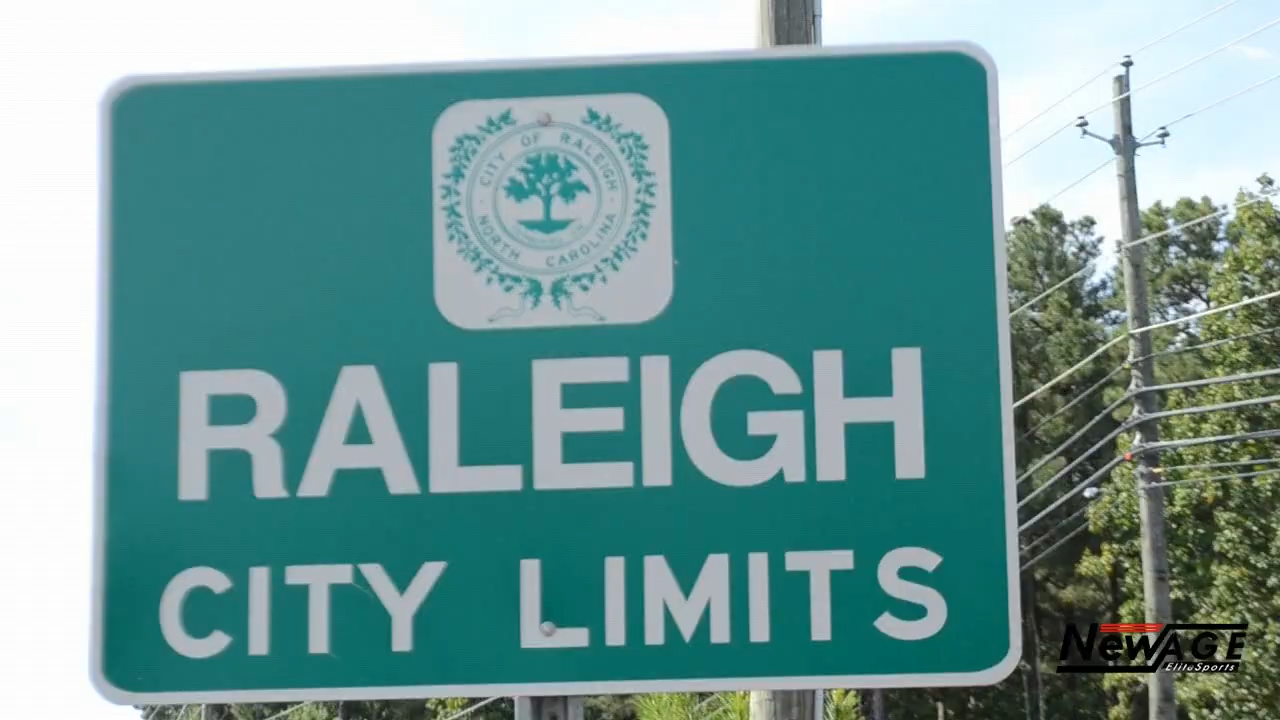 CITY OF RALEIGH
NORTH CAROLINA
RALEIGH
CITY LIMITS
NEWAGE
EliteSports